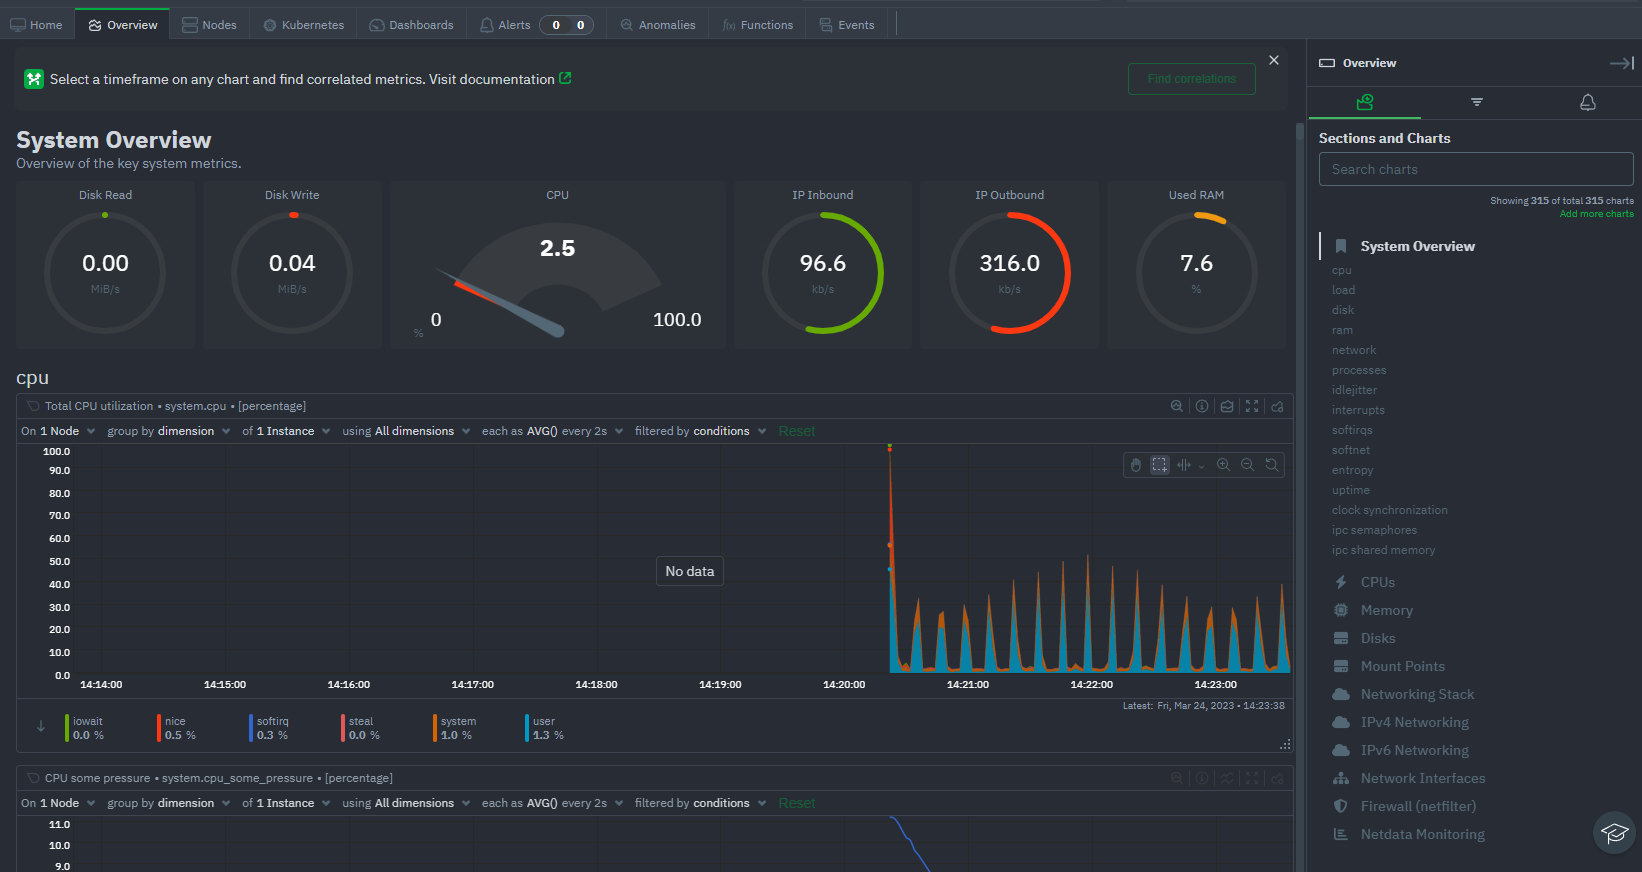 Home Overview Nodes Kubernetes Dashboards Alerts 0 0 Anomalies f(x) Functions Events
Select a timeframe on any chart and find correlated metrics. Visit documentation
Find correlations
System Overview
Overview of the key system metrics.
Disk Read
0.00
MiB/s
Disk Write
0.04
MiB/s
CPU
2.5
0
100.0
%
IP Inbound
96.6
kb/s
IP Outbound
316.0
kb/s
Used RAM
7.6
%
cpu
Total CPU utilization • system.cpu • [percentage]
On 1 Node group by dimension of 1 Instance using All dimensions each as AVG() every 2s filtered by conditions Reset
100.0
90.0
80.0
70.0
60.0
50.0
40.0
30.0
20.0
10.0
0.0
No data
14:14:00 14:15:00 14:16:00 14:17:00 14:18:00 14:19:00 14:20:00 14:21:00 14:22:00 14:23:00
Latest: Fri, Mar 24, 2023 • 14:23:38
iowait
0.0 %
nice
0.5 %
softirq
0.3 %
steal
0.0 %
system
1.0 %
user
1.3 %
CPU some pressure • system.cpu_some_pressure • [percentage]
On 1 Node group by dimension of 1 Instance using All dimensions each as AVG() every 2s filtered by conditions Reset
11.0
10.0
9.0
Overview
Sections and Charts
Search charts
Showing 315 of total 315 charts
Add more charts
System Overview
cpu
load
disk
ram
network
processes
idlejitter
interrupts
softirqs
softnet
entropy
uptime
clock synchronization
ipc semaphores
ipc shared memory
CPUs
Memory
Disks
Mount Points
Networking Stack
IPv4 Networking
IPv6 Networking
Network Interfaces
Firewall (netfilter)
Netdata Monitoring